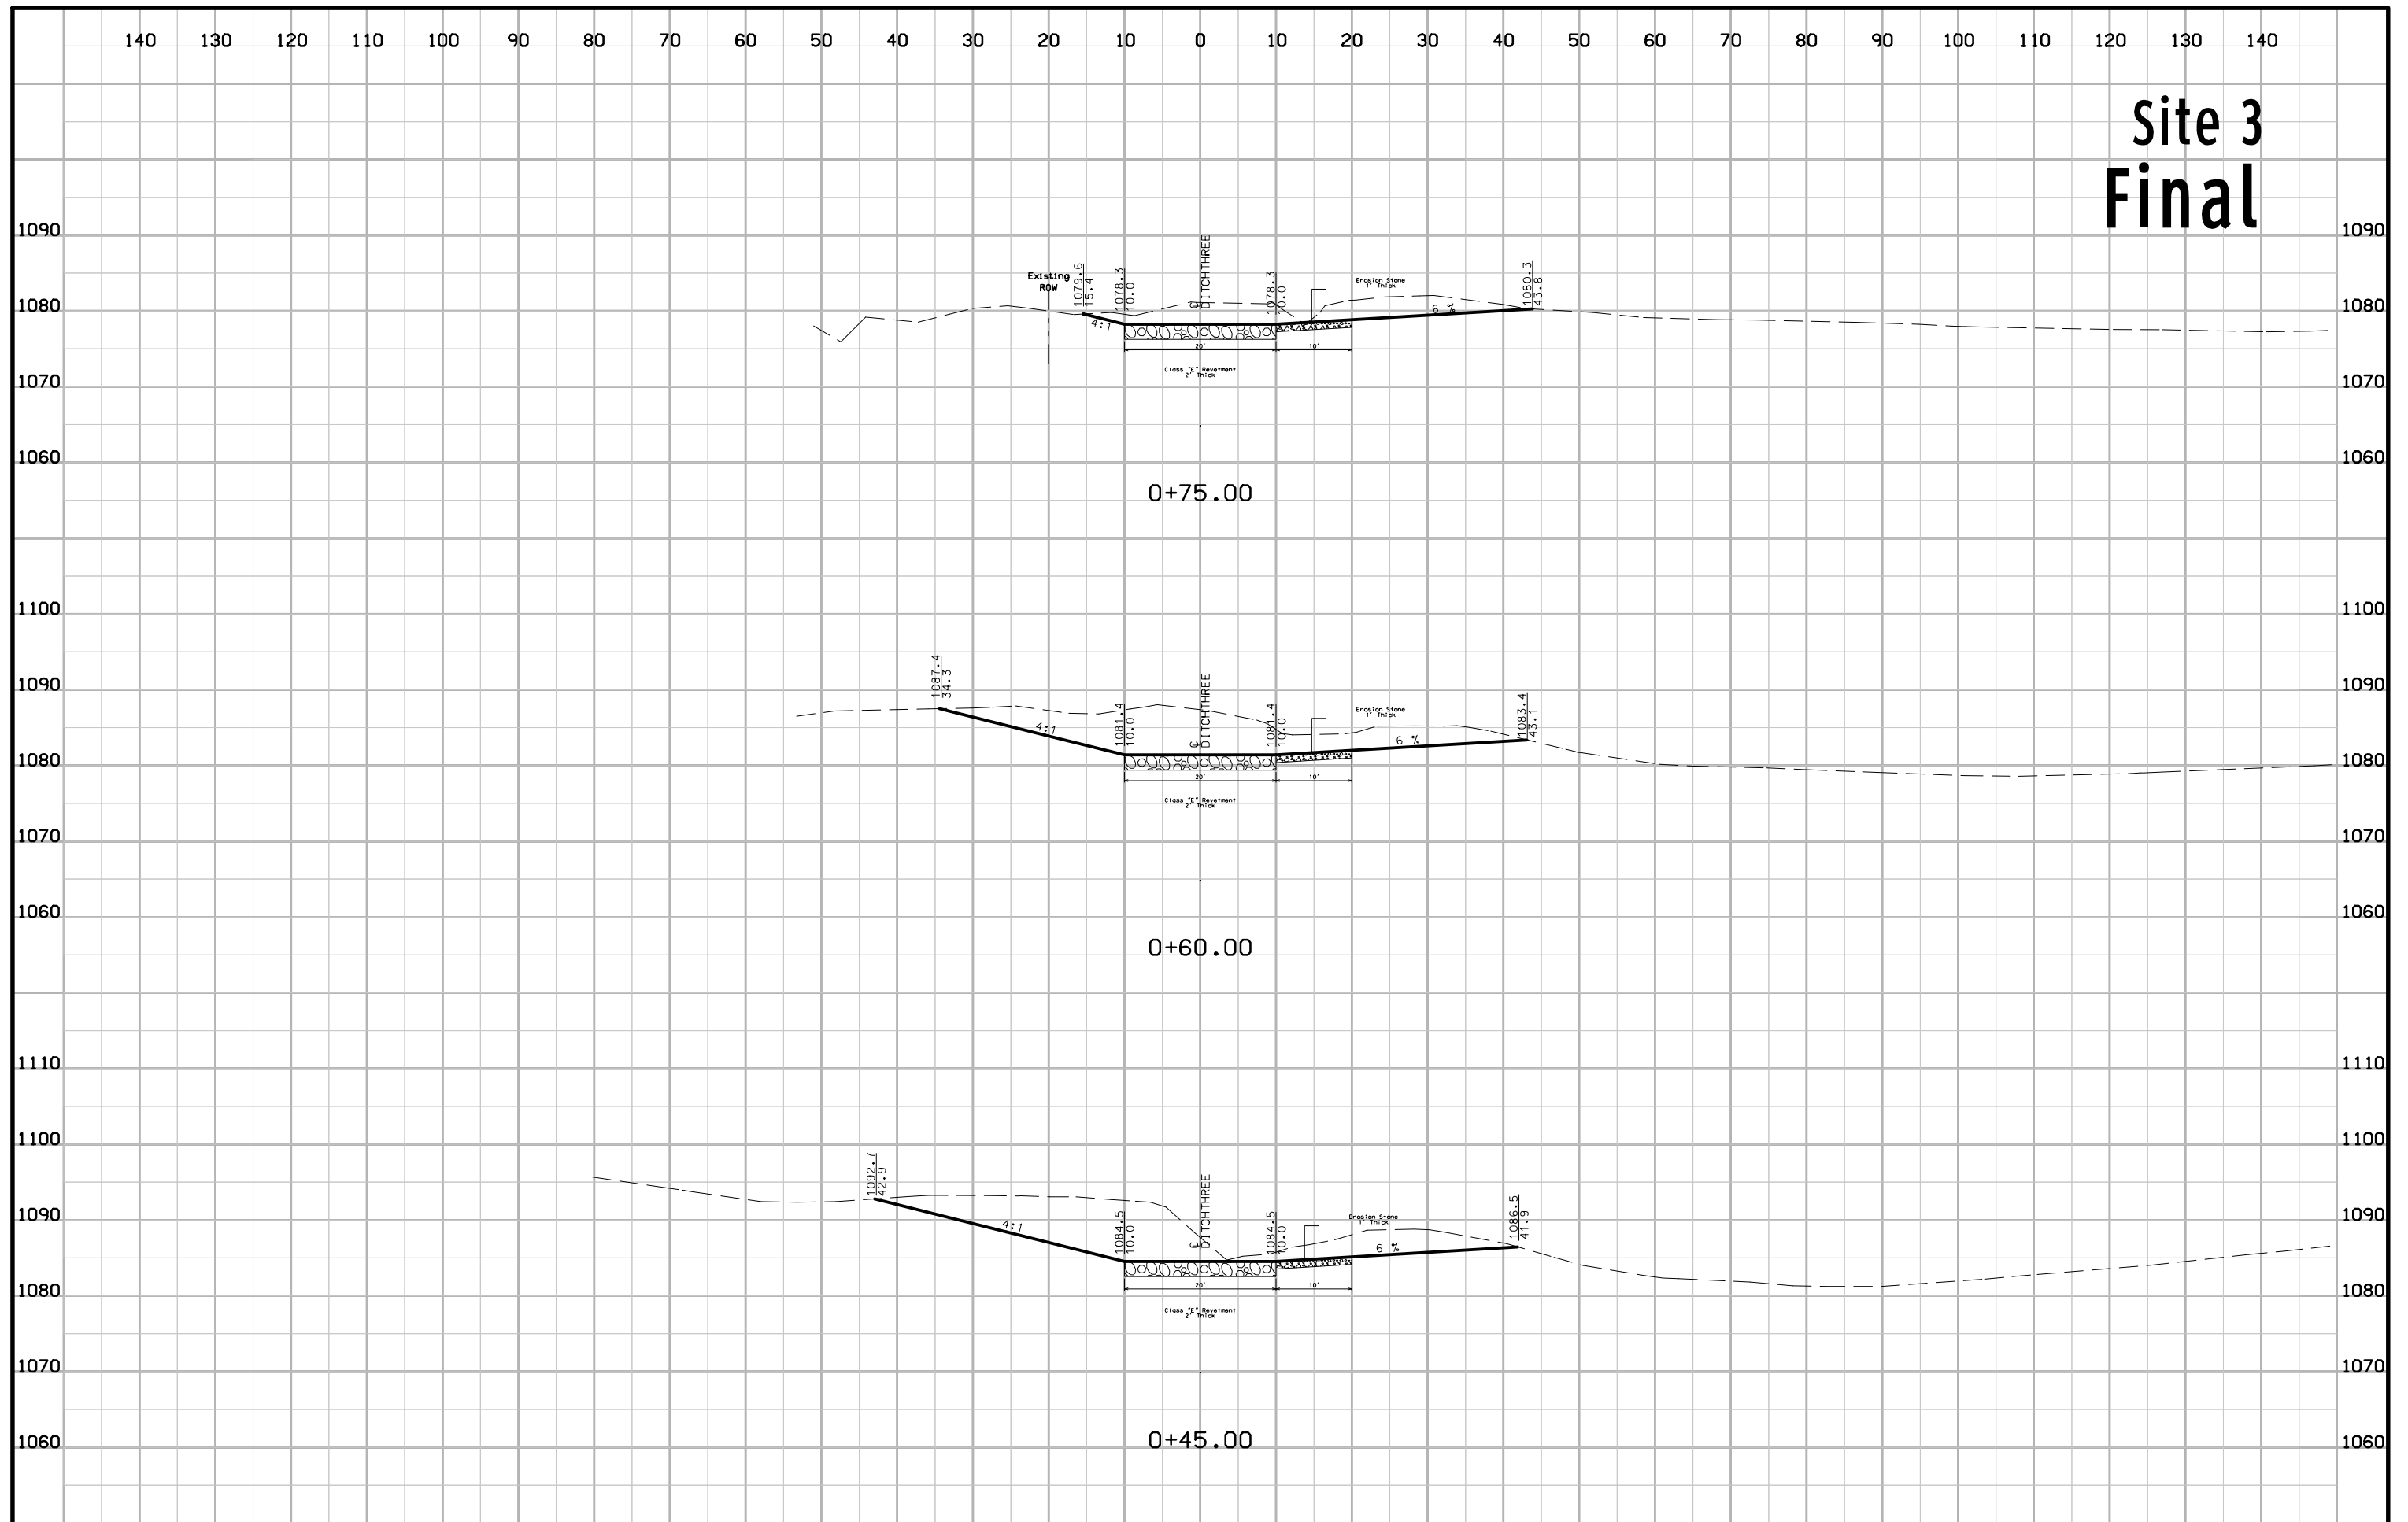 140 130 120 110 100 90 80 70 60 50 40 30 20 10 0 10 20 30 40 50 60 70 80 90 100 110 120 130 140
Site 3
Final
1090 1090
Existing
ROW
1079.6
15.4
1078.3
10.0
℄ DITCHTHREE
1078.3
10.0
Erosion Stone
1' Thick
1080.3
43.8
1080 1080
4:1
6 %
20'
10'
Class "E" Revetment
2' Thick
1070 1070
1060 1060
0+75.00
1100 1100
1090 1090
1087.4
34.3
1081.4
10.0
℄ DITCHTHREE
1081.4
10.0
Erosion Stone
1' Thick
1083.4
43.1
4:1
6 %
1080 1080
20'
10'
Class "E" Revetment
2' Thick
1070 1070
1060 1060
0+60.00
1110 1110
1100 1100
1092.7
42.9
1084.5
10.0
℄ DITCHTHREE
1084.5
10.0
Erosion Stone
1' Thick
1086.5
41.9
1090 1090
4:1
6 %
20'
10'
1080 1080
Class "E" Revetment
2' Thick
1070 1070
1060 1060
0+45.00